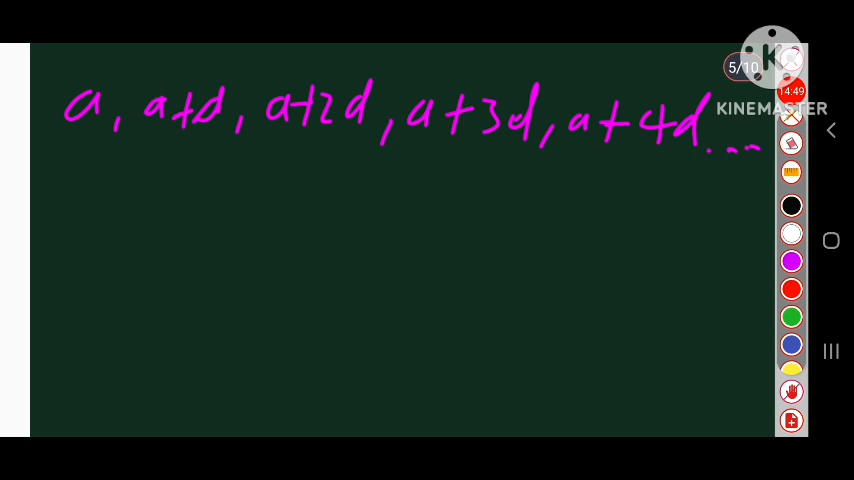 5/10
14:49
KINEMASTER
a, a+d, a+2d, a+3d, a+4d. ---